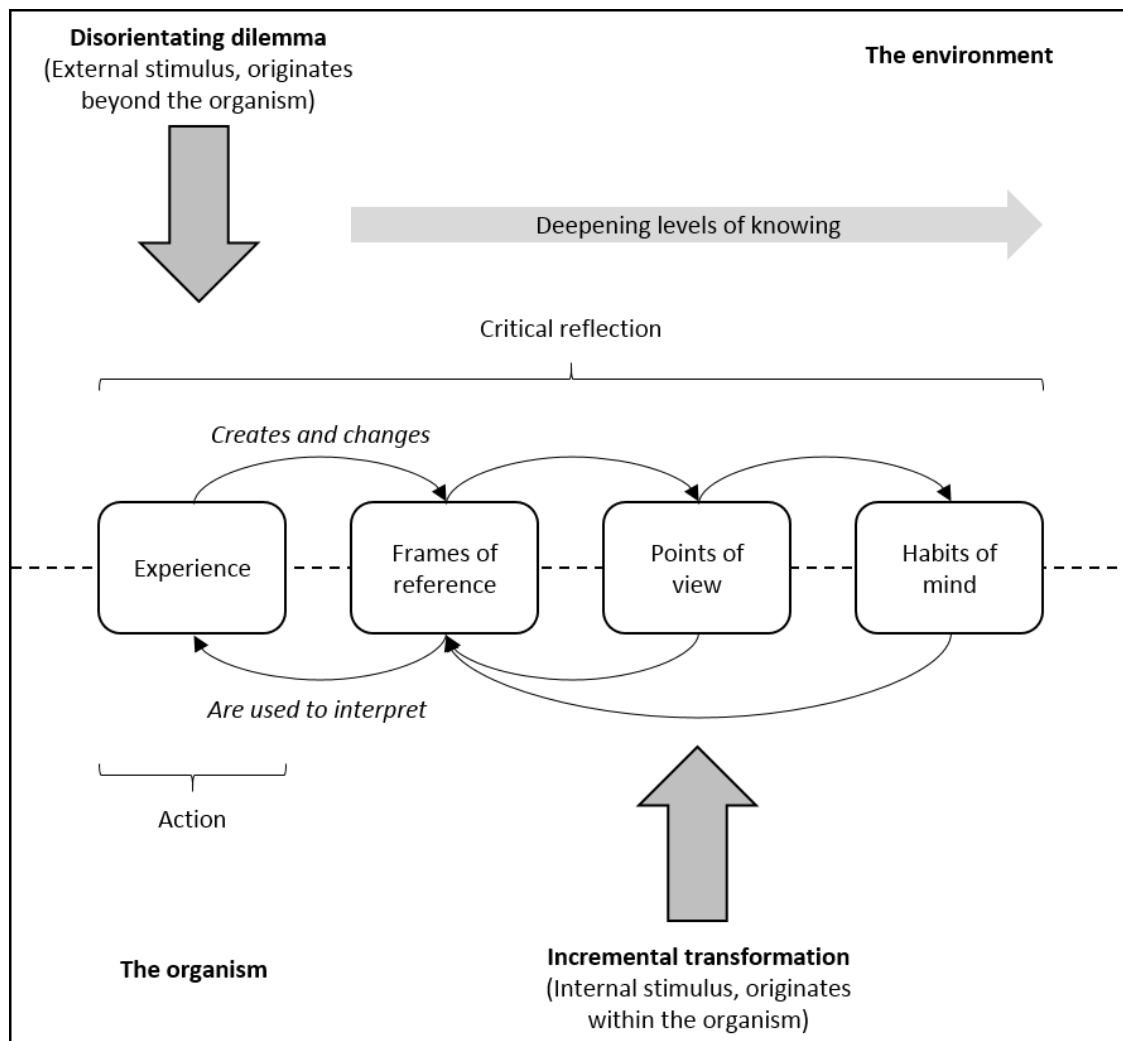 Disorientating dilemma
(External stimulus, originates
beyond the organism)
The environment
Deepening levels of knowing
Critical reflection
Creates and changes
Experience
Frames of
reference
Points of
view
Habits of
mind
Are used to interpret
Action
The organism
Incremental transformation
(Internal stimulus, originates
within the organism)